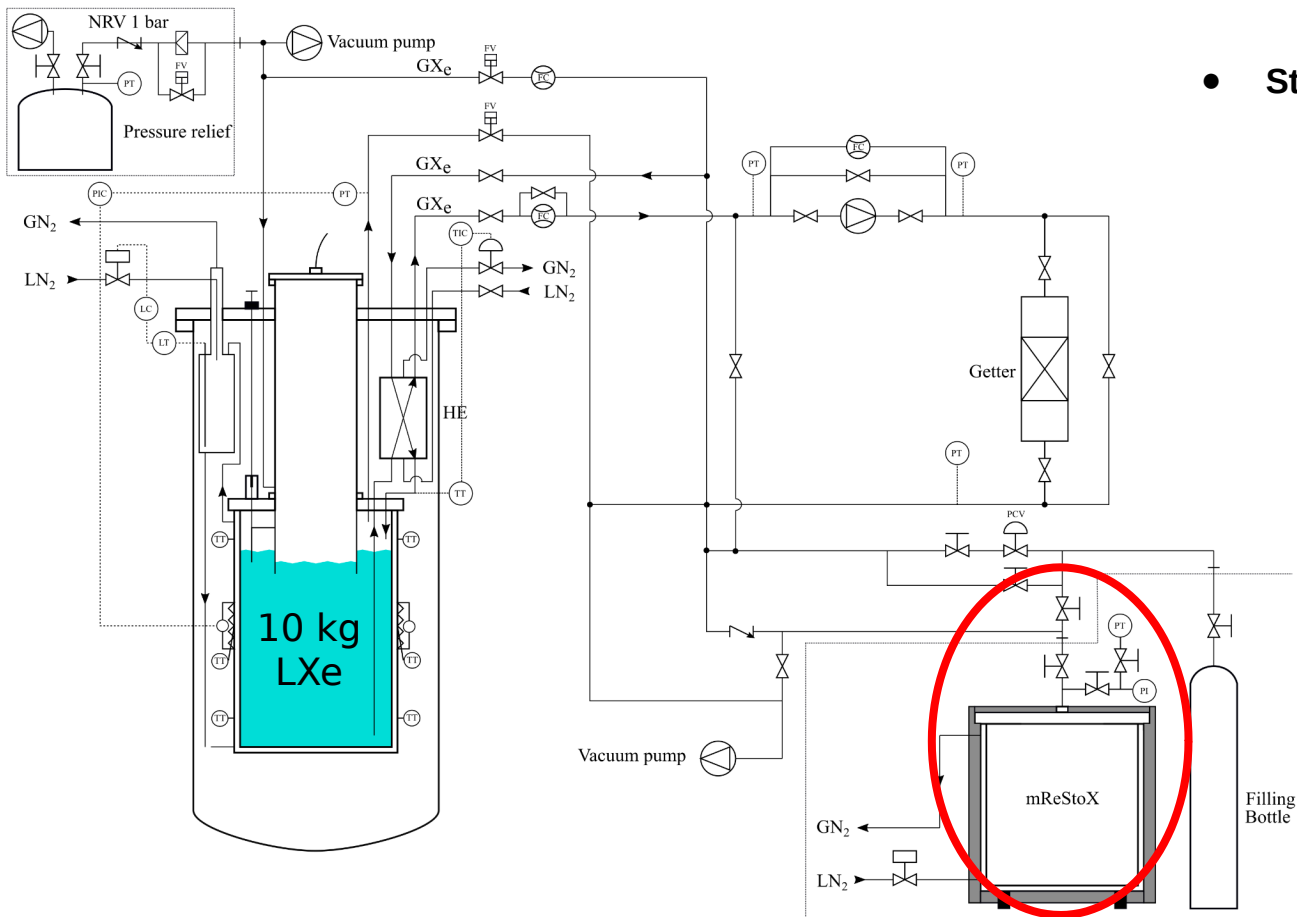 NRV 1 bar
Vacuum pump
FV
PT
Pressure relief
GXe
FV
FC
• St
FV
PIC
PT
GXe
GXe
FC
PT
FC
PT
GN2
TIC
LN2
GN2
LN2
LC
LT
HE
Getter
TT
PT
TT
TT
PCV
10 kg
LXe
TT
TT
TT
TT
PT
PI
Vacuum pump
mReStoX
Filling
Bottle
GN2
LN2